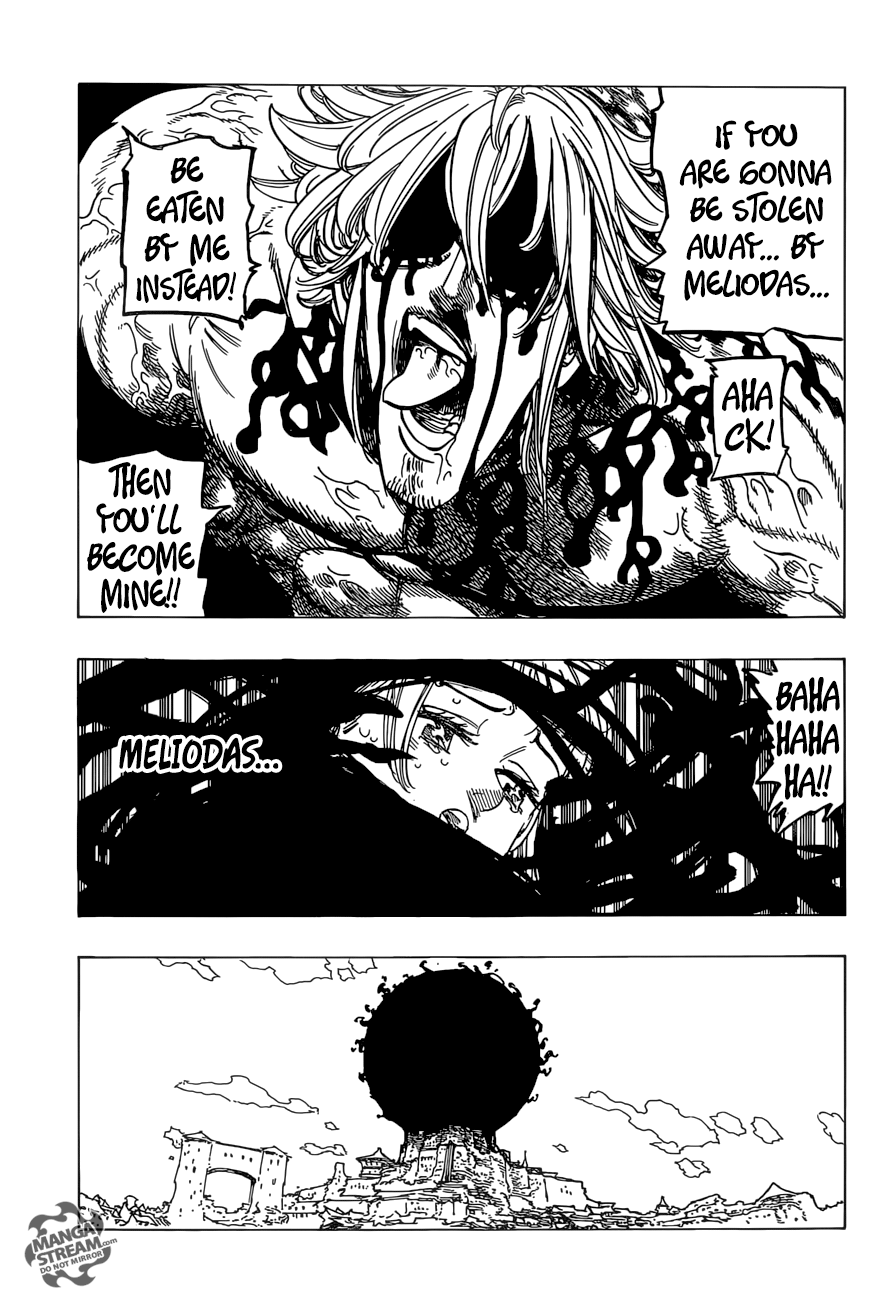 IF YOU
ARE GONNA
BE STOLEN
AWAY... BY
MELIODAS...
BE
EATEN
BY ME
INSTEAD!
AHA
CK!
THEN
YOU'LL
BECOME
MINE!!
BAHA
HAHA
HA!!
MELIODAS...
MANGA
STREAM.com
DO NOT MIRROR